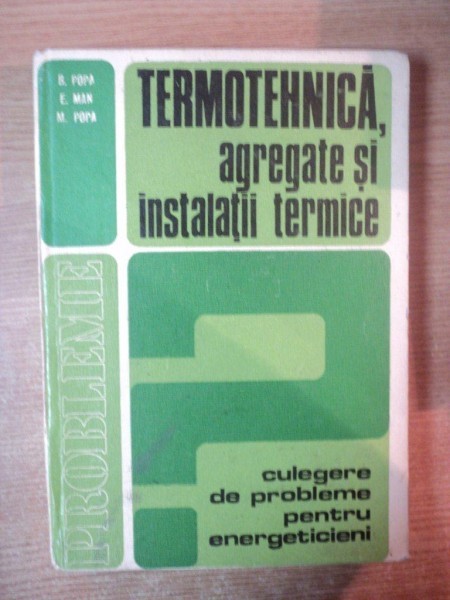 B. POPA
E. MAN
M. POPA
TERMOTEHNICĂ,
agregate și
instalații termice
PROBLEME
culegere
de probleme
pentru
energeticieni